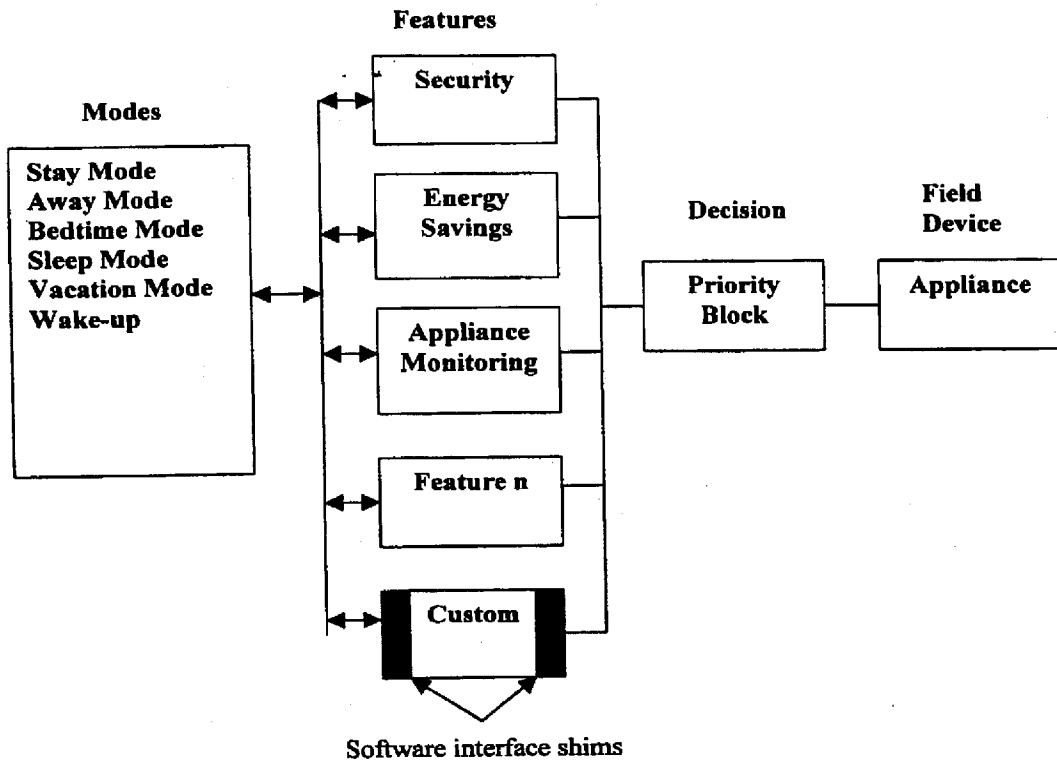 Features
Security
Modes
Stay Mode
Away Mode
Bedtime Mode
Sleep Mode
Vacation Mode
Wake-up
Energy
Savings
Appliance
Monitoring
Feature n
Custom
Software interface shims
Decision
Priority
Block
Field
Device
Appliance